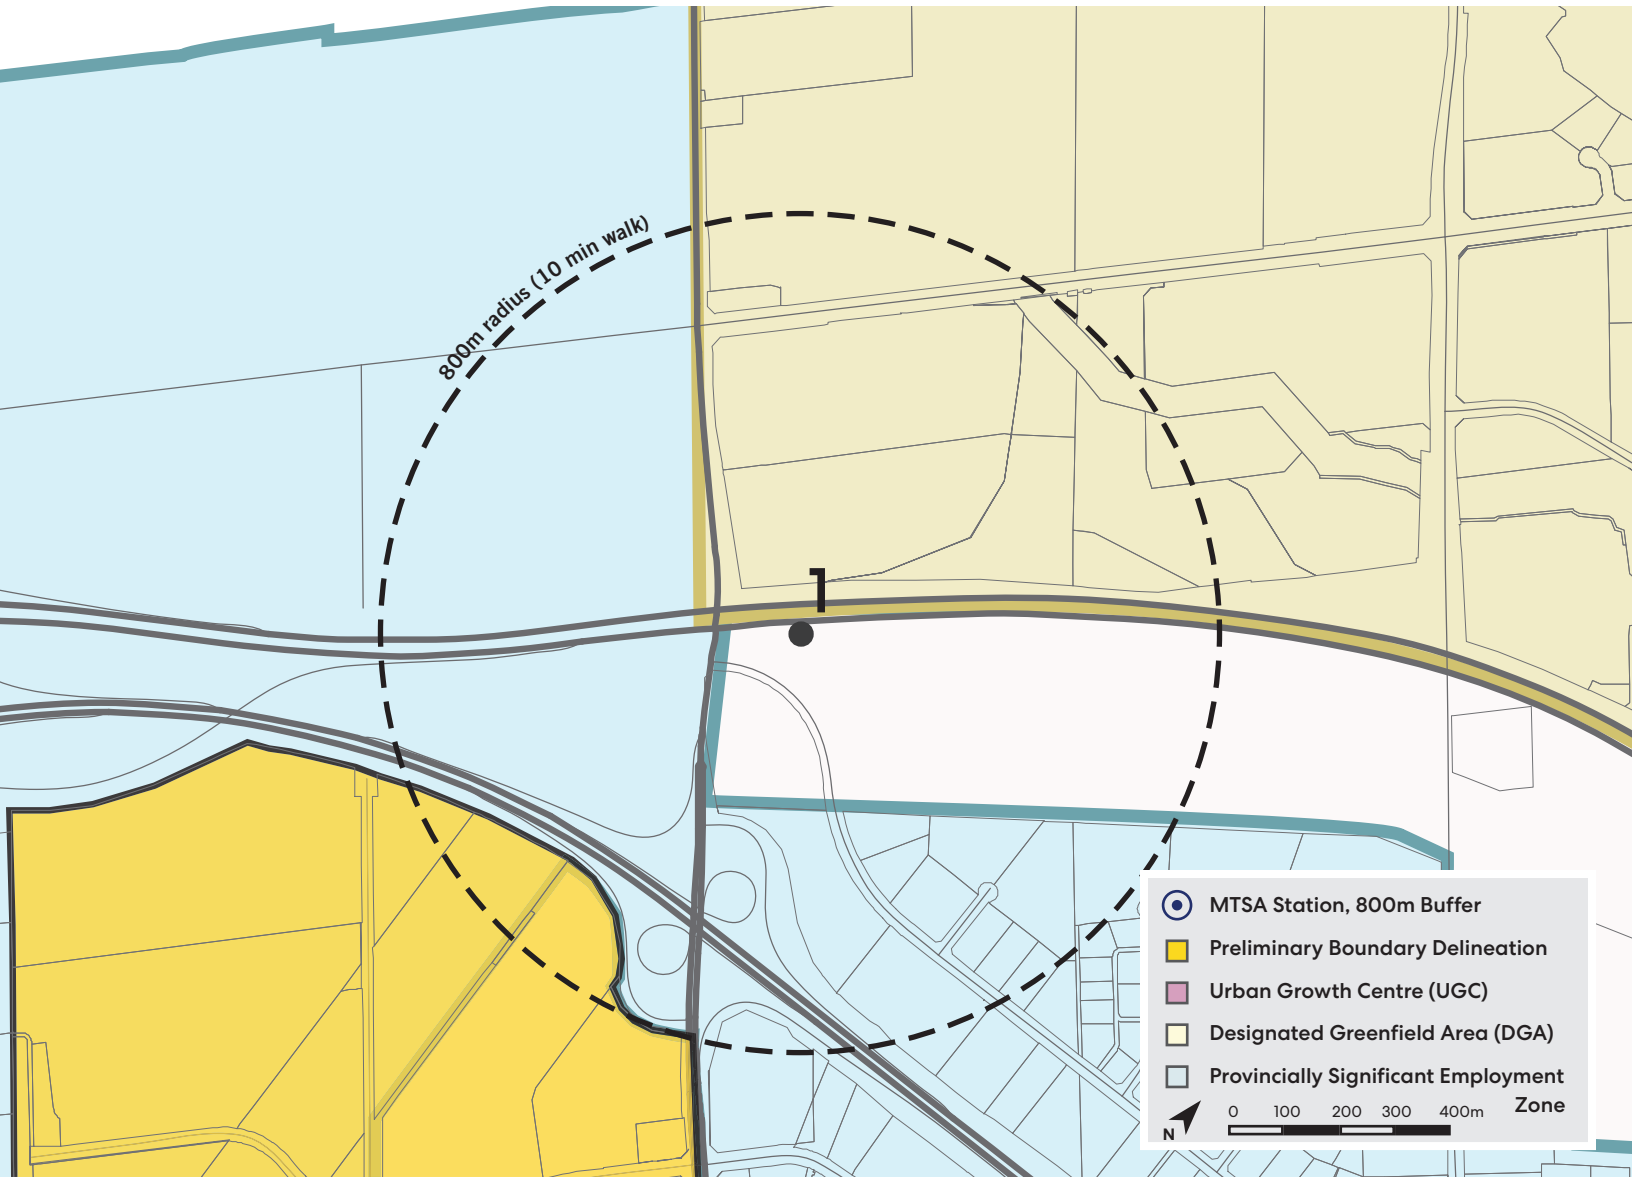 800m radius (10 min walk)
1
MTSA Station, 800m Buffer
Preliminary Boundary Delineation
Urban Growth Centre (UGC)
Designated Greenfield Area (DGA)
Provincially Significant Employment
Zone
N
0 100 200 300 400m